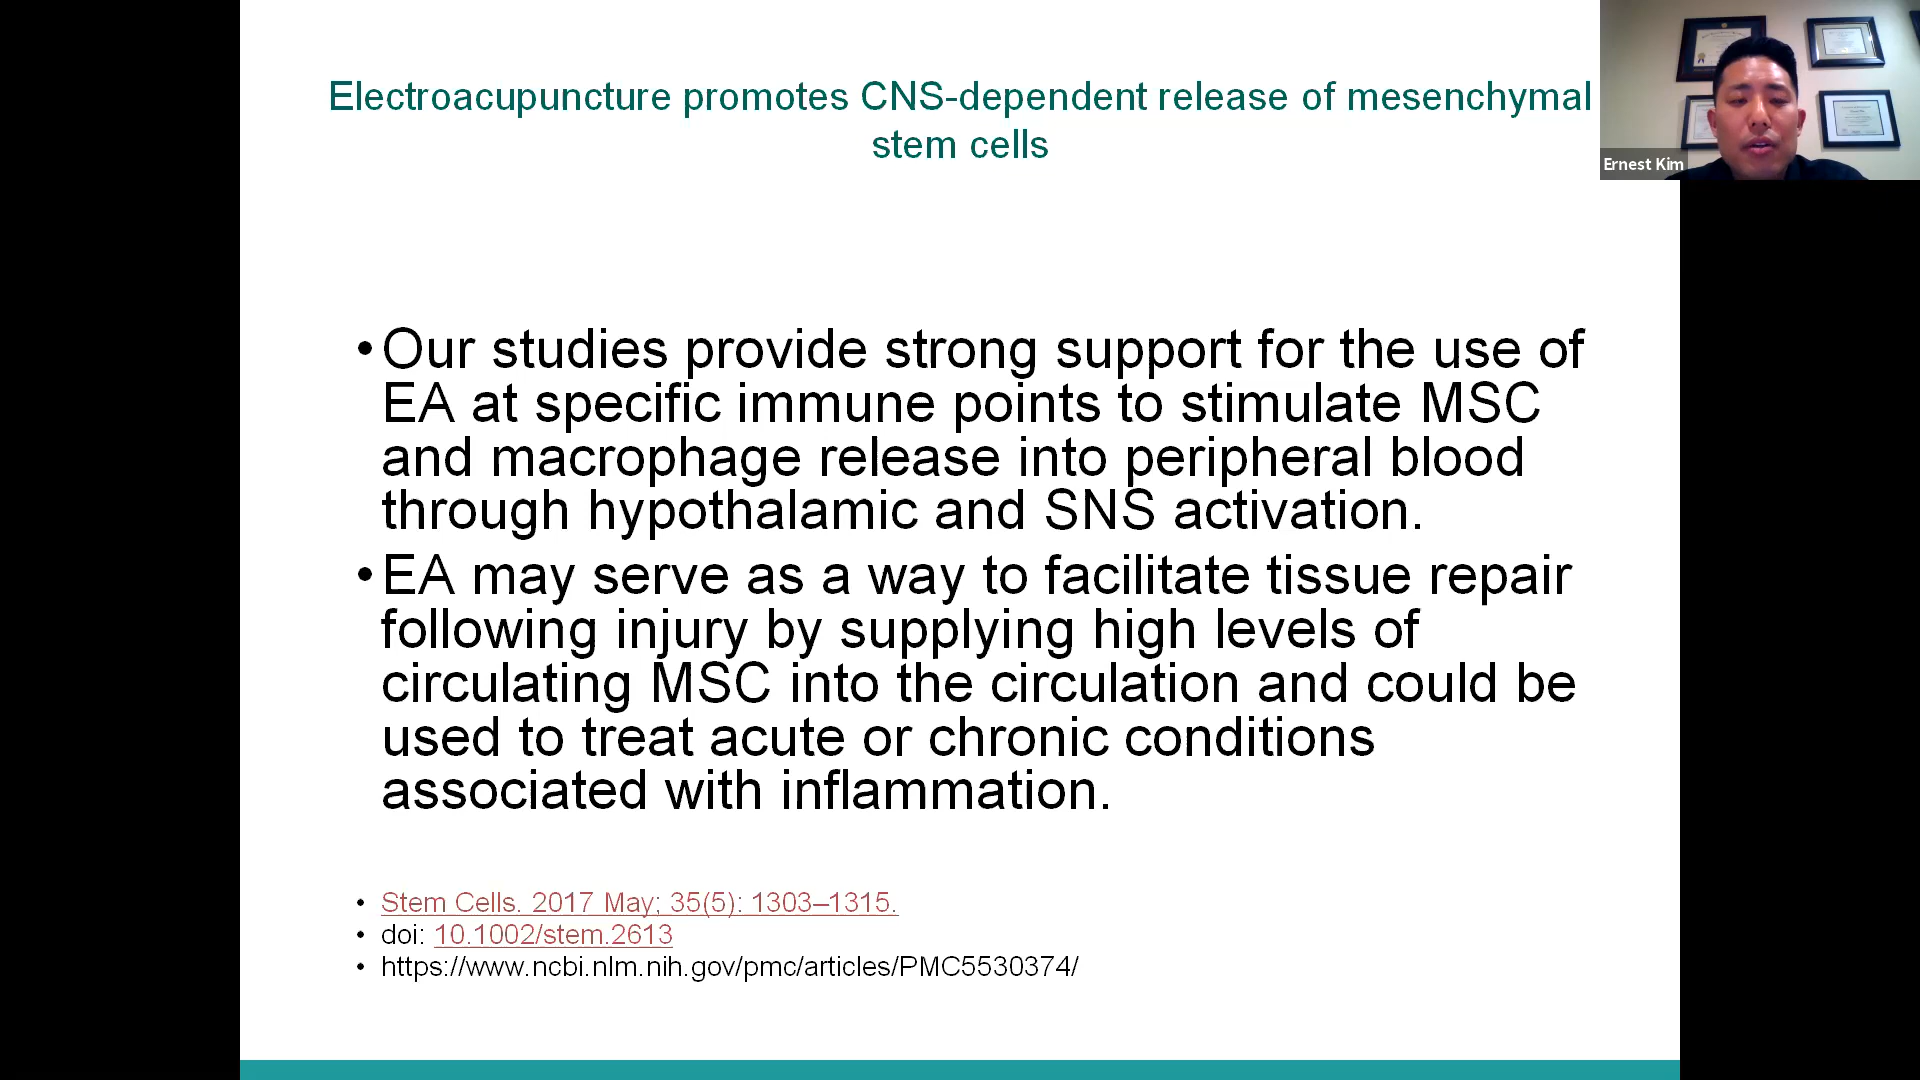 Electroacupuncture promotes CNS-dependent release of mesenchymal
stem cells
Ernest Kim
•Our studies provide strong support for the use of
EA at specific immune points to stimulate MSC
and macrophage release into peripheral blood
through hypothalamic and SNS activation.
•EA may serve as a way to facilitate tissue repair
following injury by supplying high levels of
circulating MSC into the circulation and could be
used to treat acute or chronic conditions
associated with inflammation.
• Stem Cells. 2017 May; 35(5): 1303–1315.
• doi: 10.1002/stem.2613
• https://www.ncbi.nlm.nih.gov/pmc/articles/PMC5530374/